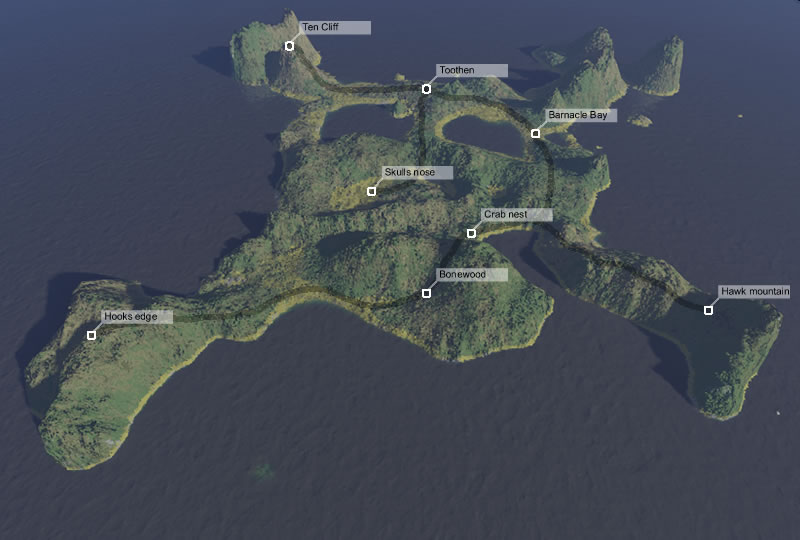 Ten Cliff
Toothen
Barnacle Bay
Skulls nose
Crab nest
Bonewood
Hawk mountain
Hooks edge